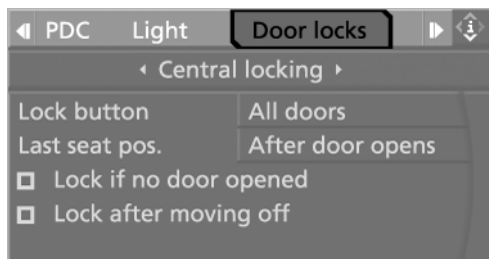 PDC Light Door locks i
Central locking
Lock button All doors
Last seat pos. After door opens
Lock if no door opened
Lock after moving off